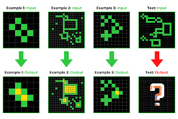 Example 1: Input
Example 2: Input
Example 3: Input
Test: Input
Example 1: Output
Example 2: Output
Example 3: Output
Test: Output
?